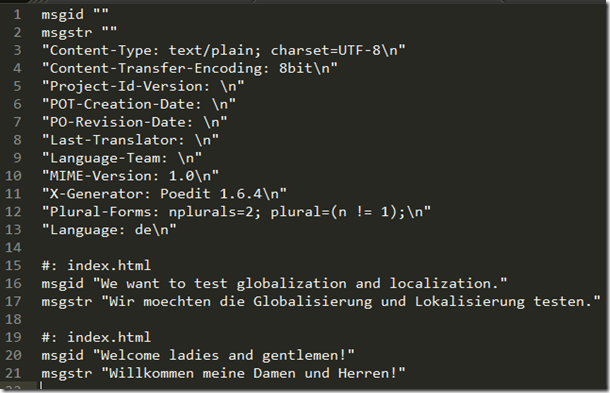 1 msgid ""
2 msgstr ""
3 "Content-Type: text/plain; charset=UTF-8\n"
4 "Content-Transfer-Encoding: 8bit\n"
5 "Project-Id-Version: \n"
6 "POT-Creation-Date: \n"
7 "PO-Revision-Date: \n"
8 "Last-Translator: \n"
9 "Language-Team: \n"
10 "MIME-Version: 1.0\n"
11 "X-Generator: Poedit 1.6.4\n"
12 "Plural-Forms: nplurals=2; plural=(n != 1);\n"
13 "Language: de\n"
14
15 #: index.html
16 msgid "We want to test globalization and localization."
17 msgstr "Wir moechten die Globalisierung und Lokalisierung testen."
18
19 #: index.html
20 msgid "Welcome ladies and gentlemen!"
21 msgstr "Willkommen meine Damen und Herren!"
22